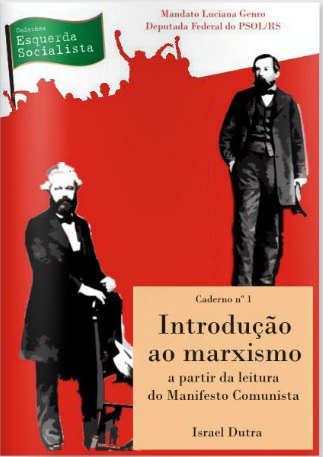 Mandato Luciana Genro
Deputada Federal do PSOL/RS
Cadernos
Esquerda
Socialista
Caderno nº 1
Introdução
ao marxismo
a partir da leitura
do Manifesto Comunista
Israel Dutra